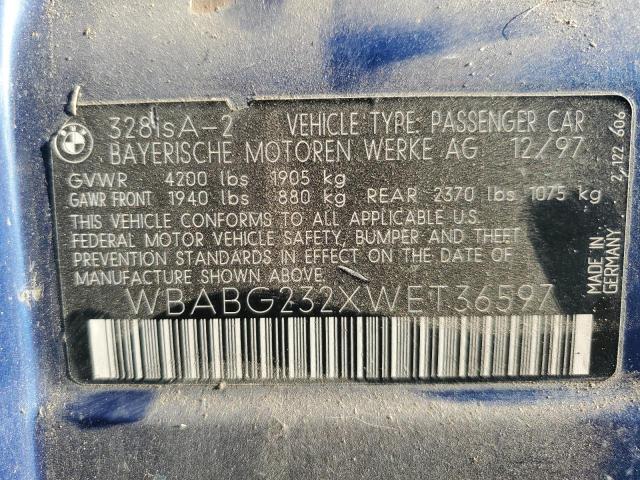 BMW
328isA-2 VEHICLE TYPE: PASSENGER CAR
BAYERISCHE MOTOREN WERKE AG 12/97
GVWR 4200 lbs 1905 kg
GAWR FRONT 1940 lbs 880 kg REAR 2370 lbs 1075 kg
THIS VEHICLE CONFORMS TO ALL APPLICABLE U.S.
FEDERAL MOTOR VEHICLE SAFETY, BUMPER AND THEFT
PREVENTION STANDARDS IN EFFECT ON THE DATE OF
MANUFACTURE SHOWN ABOVE.
WBABG232XWET36597
MADE IN
GERMANY
2,122 606